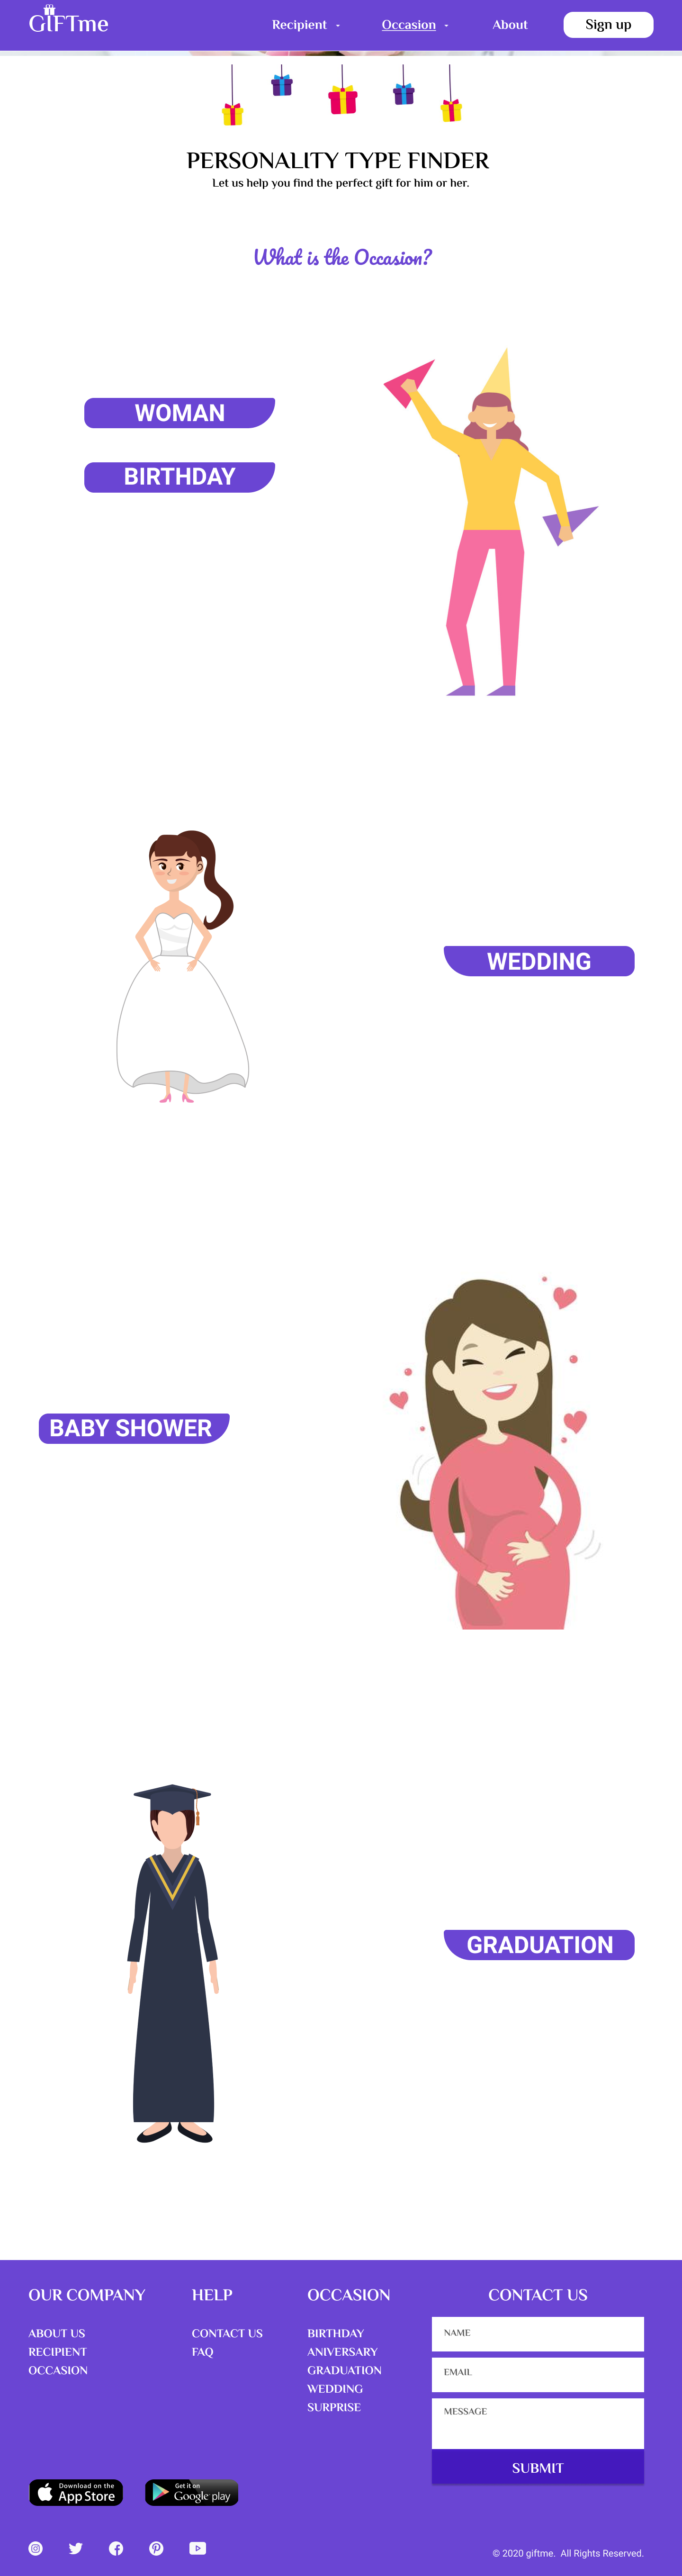 GIFTme
Recipient
Occasion
About
Sign up
PERSONALITY TYPE FINDER
Let us help you find the perfect gift for him or her.
What is the Occasion?
WOMAN
BIRTHDAY
WEDDING
BABY SHOWER
GRADUATION
OUR COMPANY
ABOUT US
RECIPIENT
OCCASION
HELP
CONTACT US
FAQ
OCCASION
BIRTHDAY
ANIVERSARY
GRADUATION
WEDDING
SURPRISE
CONTACT US
NAME
EMAIL
MESSAGE
SUBMIT
Download on the
App Store
Get it on
Google play
© 2020 giftme. All Rights Reserved.